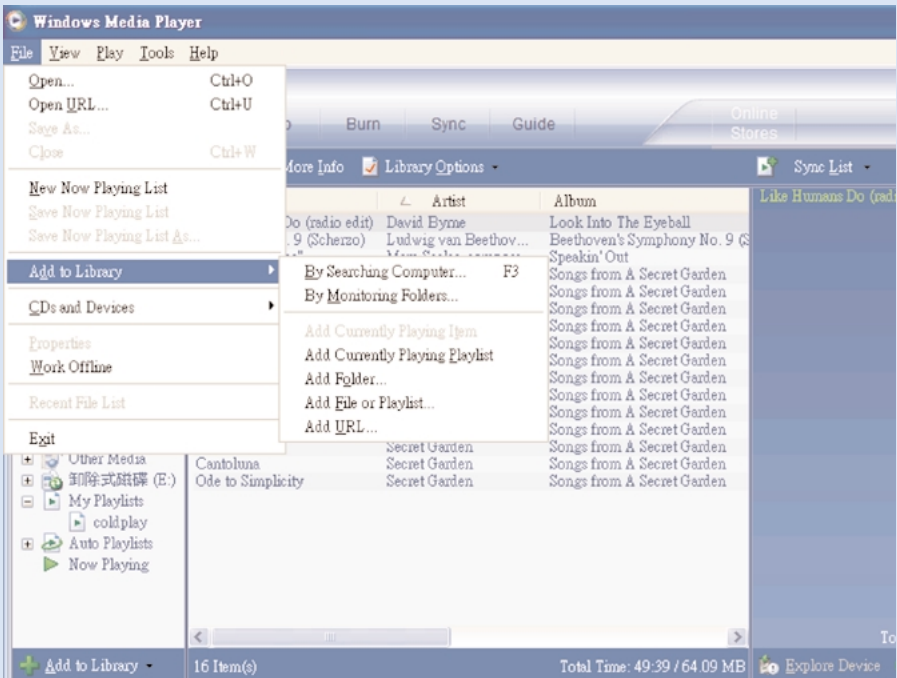 Windows Media Player
File View Play Tools Help
Open... Ctrl+O
Open URL... Ctrl+U
Save As...
Close Ctrl+W
New Now Playing List
Save Now Playing List
Save Now Playing List As...
Add to Library
CDs and Devices
Properties
Work Offline
Recent File List
Exit
By Searching Computer... F3
By Monitoring Folders...
Add Currently Playing Item
Add Currently Playing Playlist
Add Folder...
Add File or Playlist...
Add URL...
Burn Sync Guide
Online
Stores
More Info Library Options Sync List
Artist Album
Do (radio edit) David Byrne Look Into The Eyeball
. 9 (Scherzo) Ludwig van Beethov... Beethoven's Symphony No. 9 (S
Speakin' Out
Songs from A Secret Garden
Songs from A Secret Garden
Songs from A Secret Garden
Songs from A Secret Garden
Songs from A Secret Garden
Songs from A Secret Garden
Songs from A Secret Garden
Songs from A Secret Garden
Songs from A Secret Garden
Songs from A Secret Garden
Secret Garden Songs from A Secret Garden
Cantoluna Secret Garden Songs from A Secret Garden
Ode to Simplicity Secret Garden Songs from A Secret Garden
Like Humans Do (radi
Other Media
卸除式磁碟 (E:)
My Playlists
coldplay
Auto Playlists
Now Playing
To
Add to Library 16 Item(s) Total Time: 49:39 / 64.09 MB Explore Device